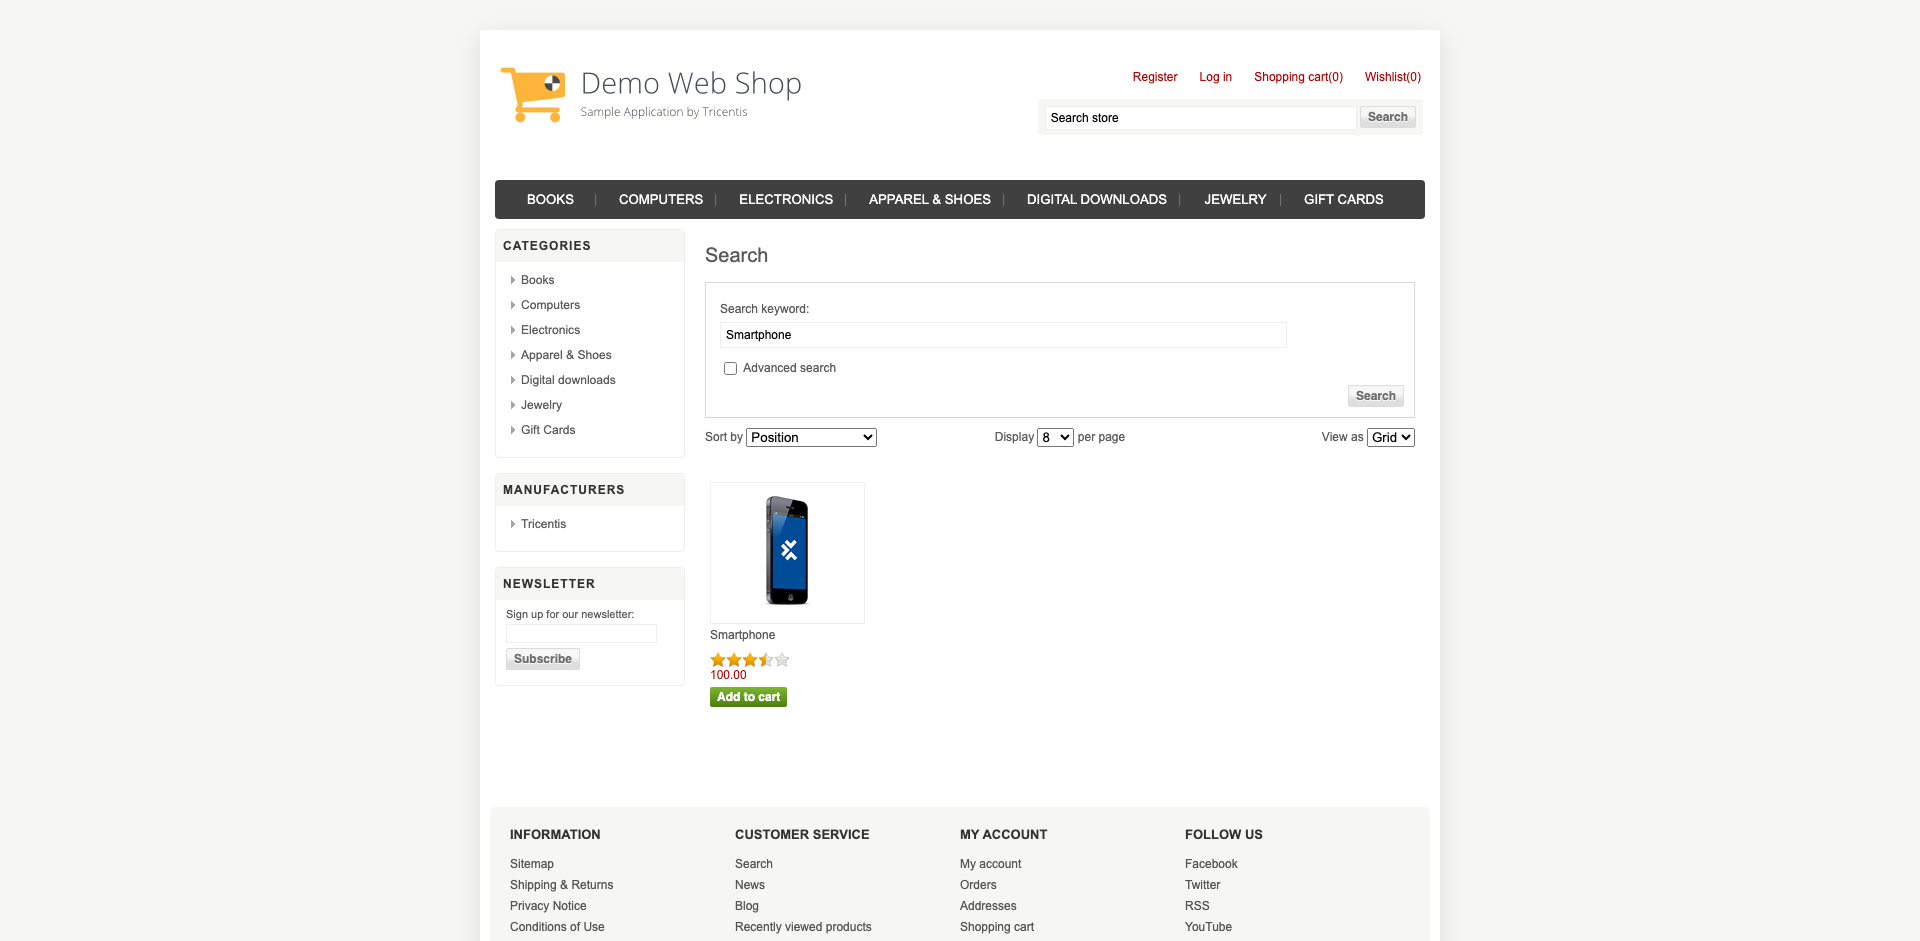 Demo Web Shop
Sample Application by Tricentis
Register Log in Shopping cart(0) Wishlist(0)
Search store Search
BOOKS COMPUTERS ELECTRONICS APPAREL & SHOES DIGITAL DOWNLOADS JEWELRY GIFT CARDS
CATEGORIES
Books
Computers
Electronics
Apparel & Shoes
Digital downloads
Jewelry
Gift Cards
MANUFACTURERS
Tricentis
NEWSLETTER
Sign up for our newsletter:
Subscribe
Search
Search keyword:
Smartphone
Advanced search
Search
Sort by Position Display 8 per page View as Grid
Smartphone
100.00
Add to cart
INFORMATION
Sitemap
Shipping & Returns
Privacy Notice
Conditions of Use
CUSTOMER SERVICE
Search
News
Blog
Recently viewed products
MY ACCOUNT
My account
Orders
Addresses
Shopping cart
FOLLOW US
Facebook
Twitter
RSS
YouTube